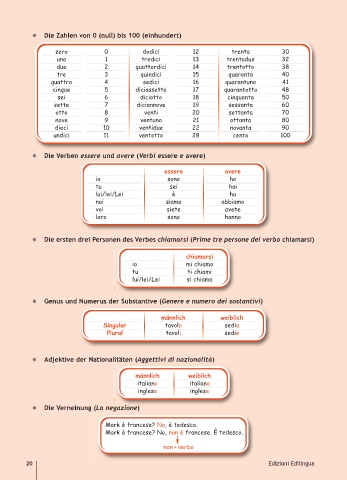 Die Zahlen von 0 (null) bis 100 (einhundert)
zero 0 dodici 12 trenta 30
uno 1 tredici 13 trentadue 32
due 2 quattordici 14 trentotto 38
tre 3 quindici 15 quaranta 40
quattro 4 sedici 16 quarantuno 41
cinque 5 diciassette 17 quarantotto 48
sei 6 diciotto 18 cinquanta 50
sette 7 diciannove 19 sessanta 60
otto 8 venti 20 settanta 70
nove 9 ventuno 21 ottanta 80
dieci 10 ventidue 22 novanta 90
undici 11 ventotto 28 cento 100
Die Verben essere und avere (Verbi essere e avere)
essere avere
io sono ho
tu sei hai
lui/lei/Lei è ha
noi siamo abbiamo
voi siete avete
loro sono hanno
Die ersten drei Personen des Verbes chiamarsi (Prime tre persone del verbo chiamarsi)
chiamarsi
io mi chiamo
tu ti chiami
lui/lei/Lei si chiama
Genus und Numerus der Substantive (Genere e numero dei sostantivi)
männlich weiblich
Singular tavolo sedia
Plural tavoli sedie
Adjektive der Nationalitäten (Aggettivi di nazionalità)
männlich weiblich
italiano italiana
inglese inglese
Die Verneinung (La negazione)
Mark è francese? No, è tedesco.
Mark è francese? No, non è francese. È tedesco.
non + verbo
20 Edizioni Edilingua